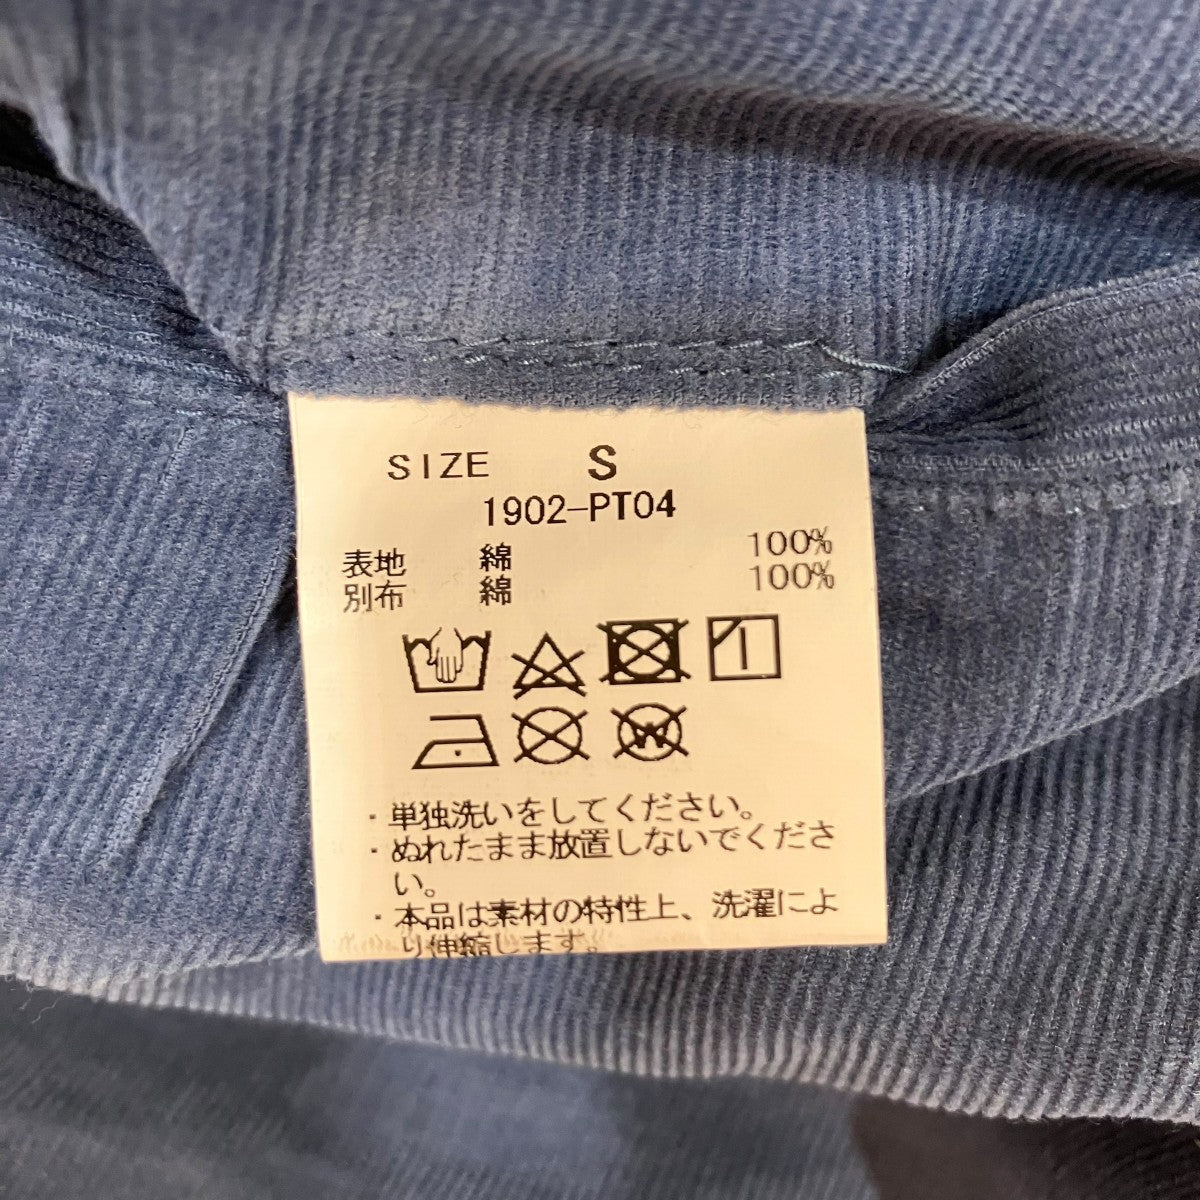 SIZE S
1902-PT04
表地 綿 100%
別布 綿 100%
・単独洗いをしてください。
・ぬれたまま放置しないでくださ
い。
・本品は素材の特性上、洗濯によ
り伸縮します。